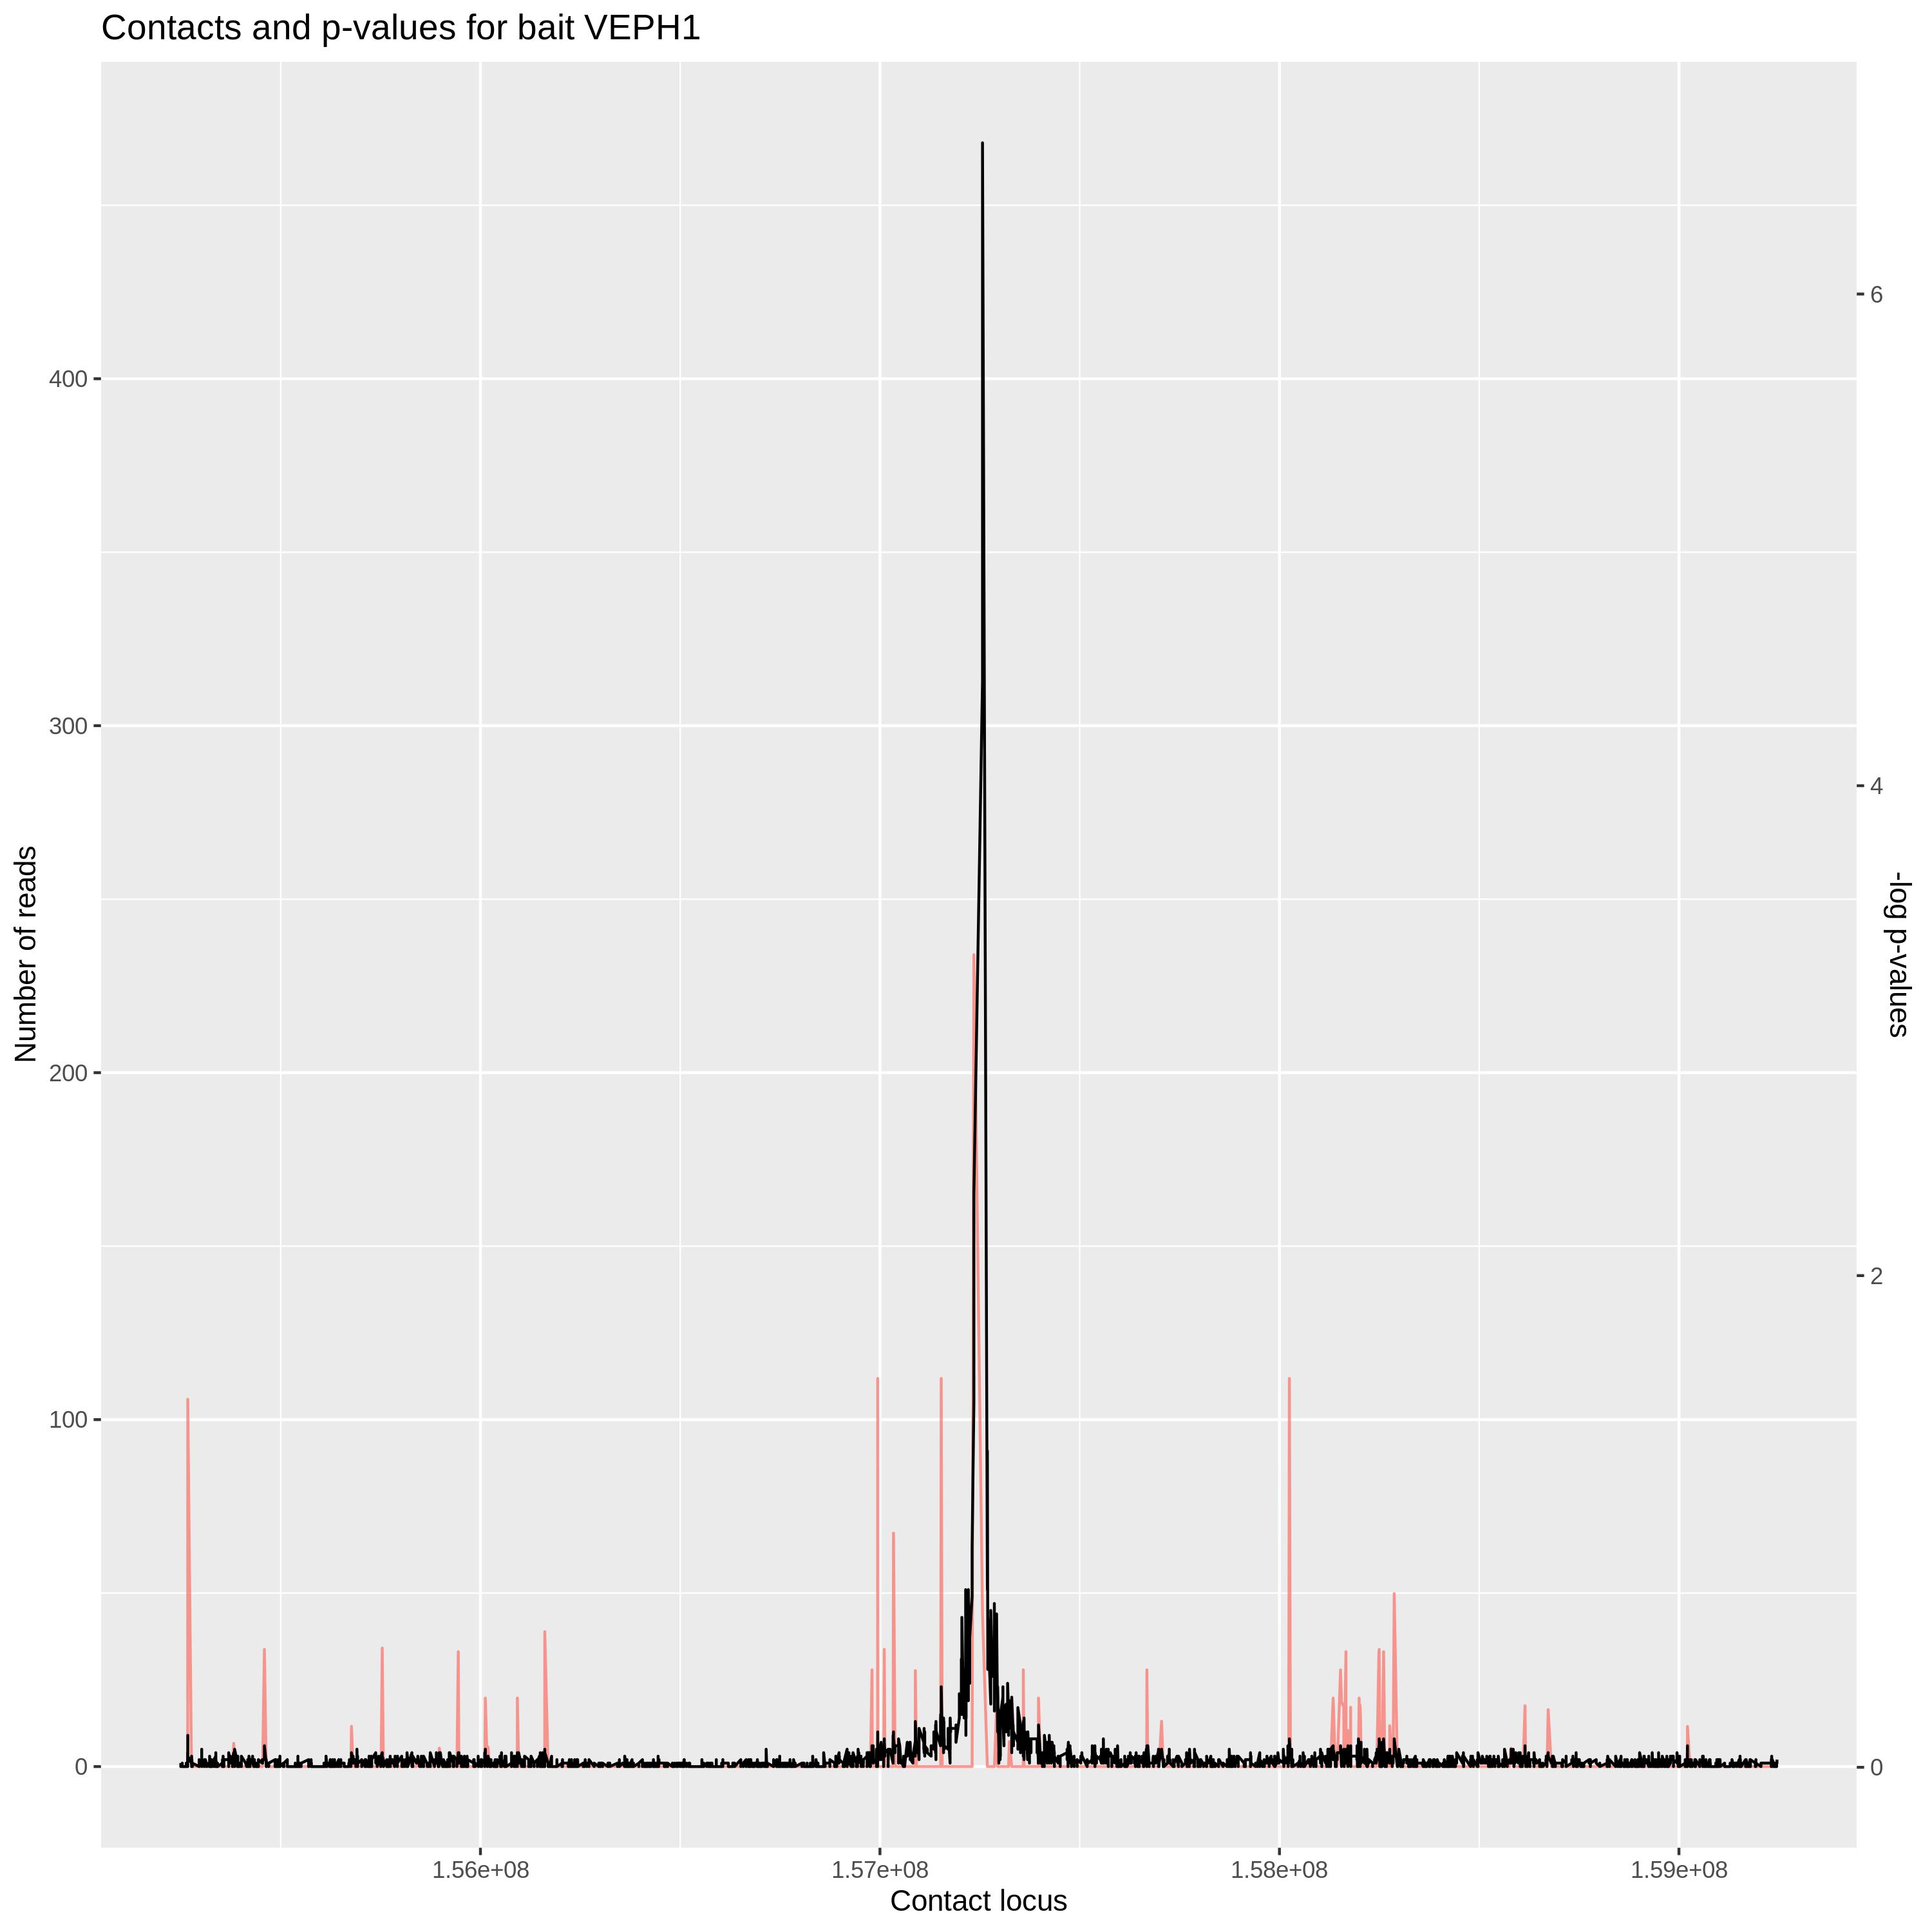 Contacts and p-values for bait VEPH1
400
300
200
100
0
6
4
2
0
Number of reads
-log p-values
1.56e+08
1.57e+08
1.58e+08
1.59e+08
Contact locus